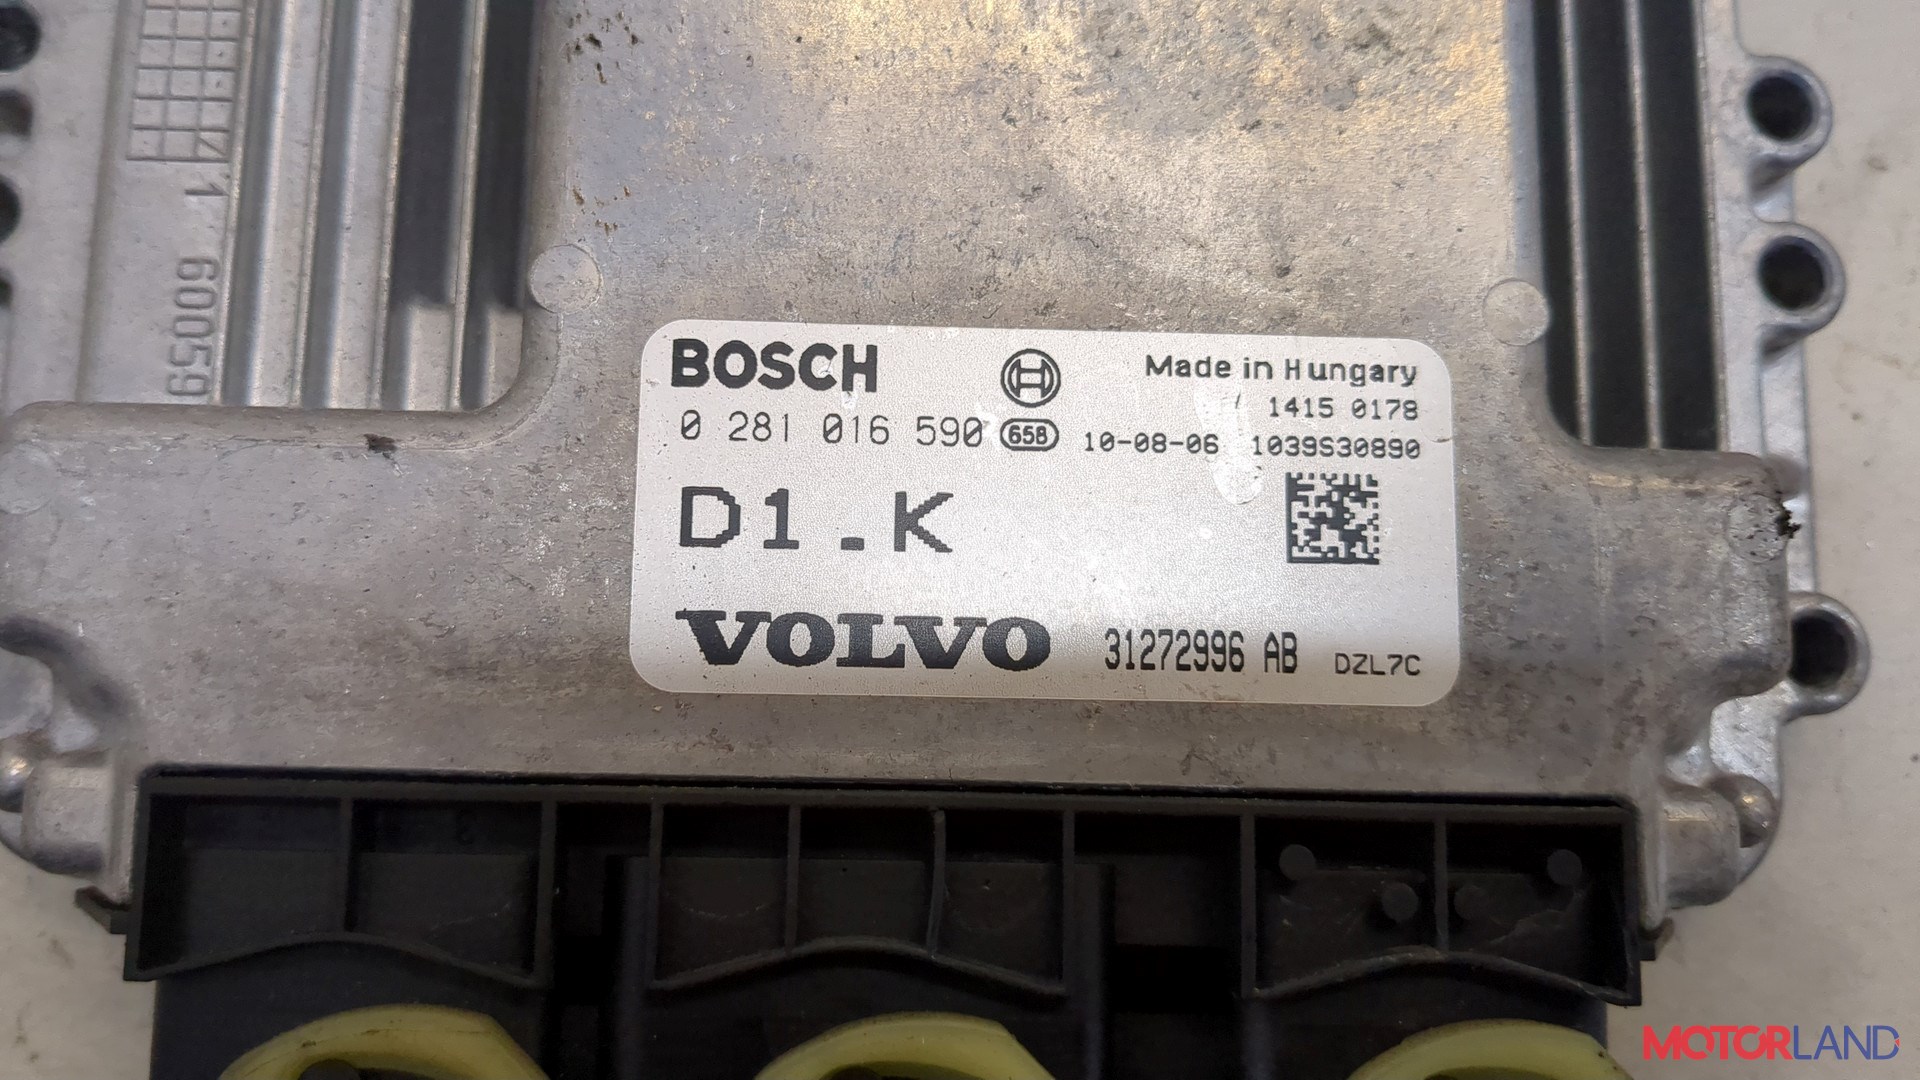 1 60059
BOSCH
Made in Hungary
1415 0178
0 281 016 590 658 10-08-06 1039S30890
D1.K
VOLVO 31272996 AB DZL7C
MOTORLAND